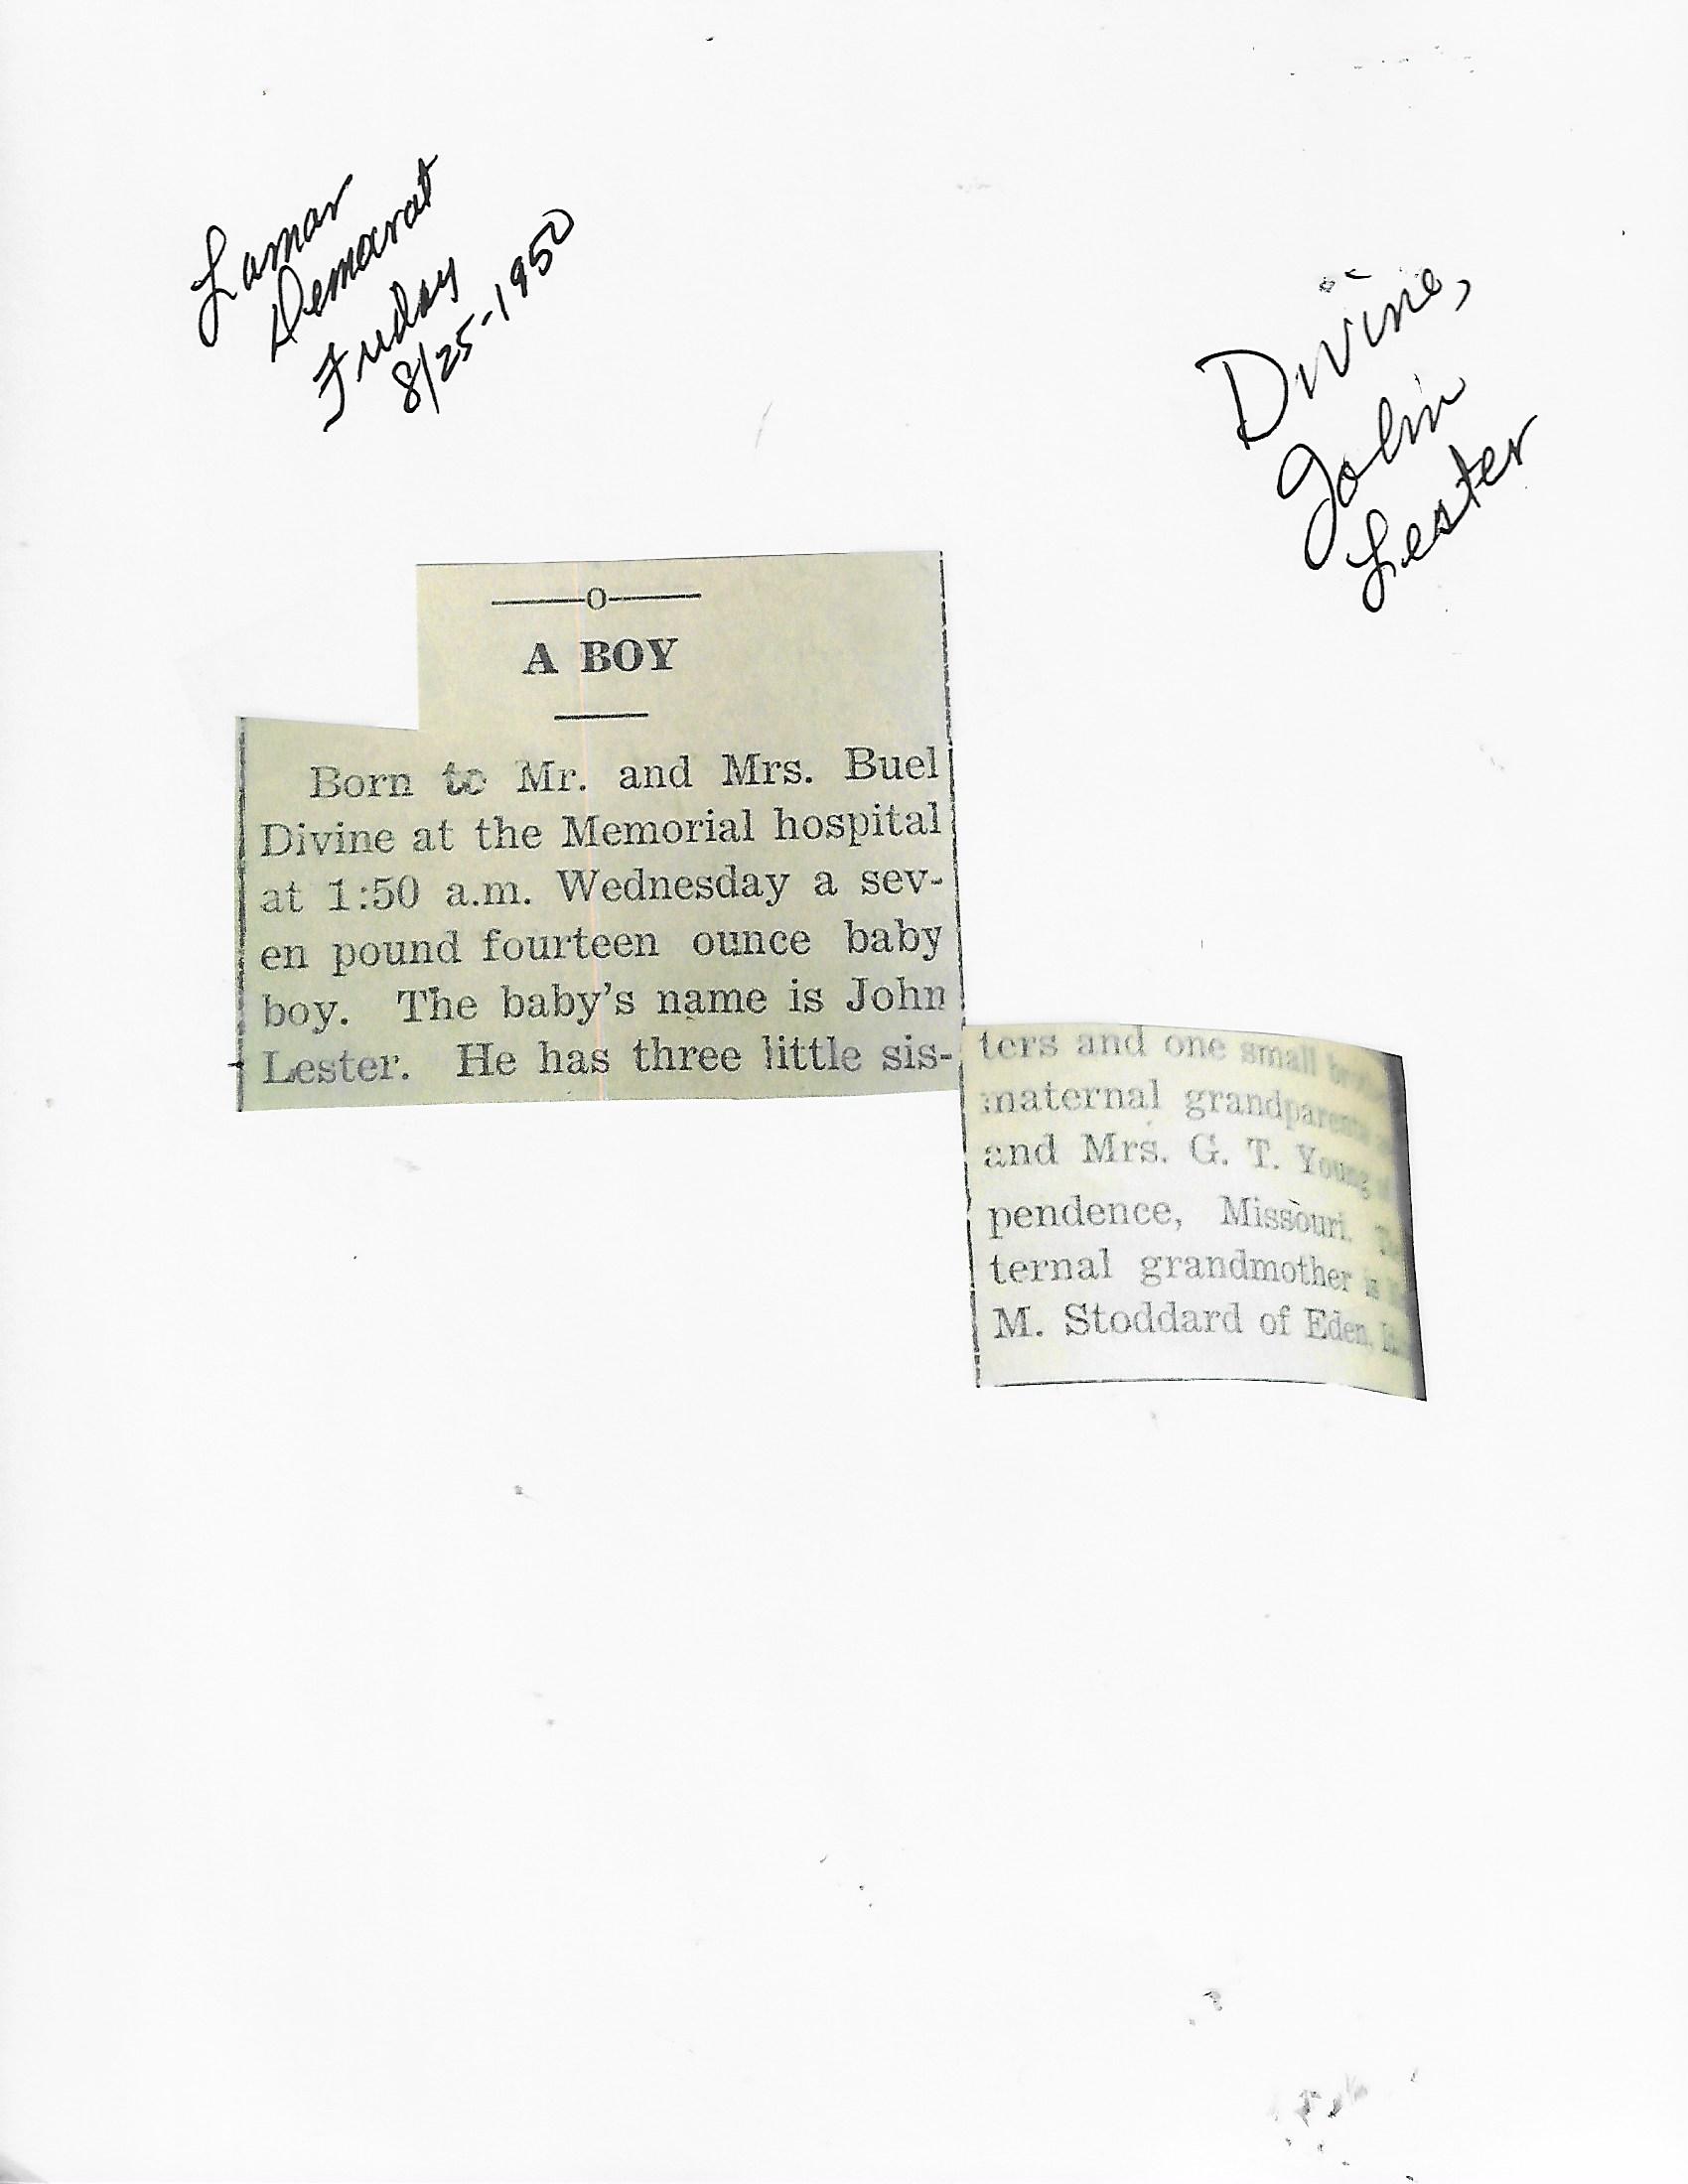 Lamar
Democrat
Friday
8/25-1950
Divine,
John
Lester
o
A BOY
Born to Mr. and Mrs. Buel
Divine at the Memorial hospital
at 1:50 a.m. Wednesday a sev-
en pound fourteen ounce baby
boy. The baby's name is John
Lester. He has three little sis-
ters and one small
maternal grandparents
and Mrs. G. T. Young of
pendence, Missouri.
ternal grandmother is
M. Stoddard of Eden,